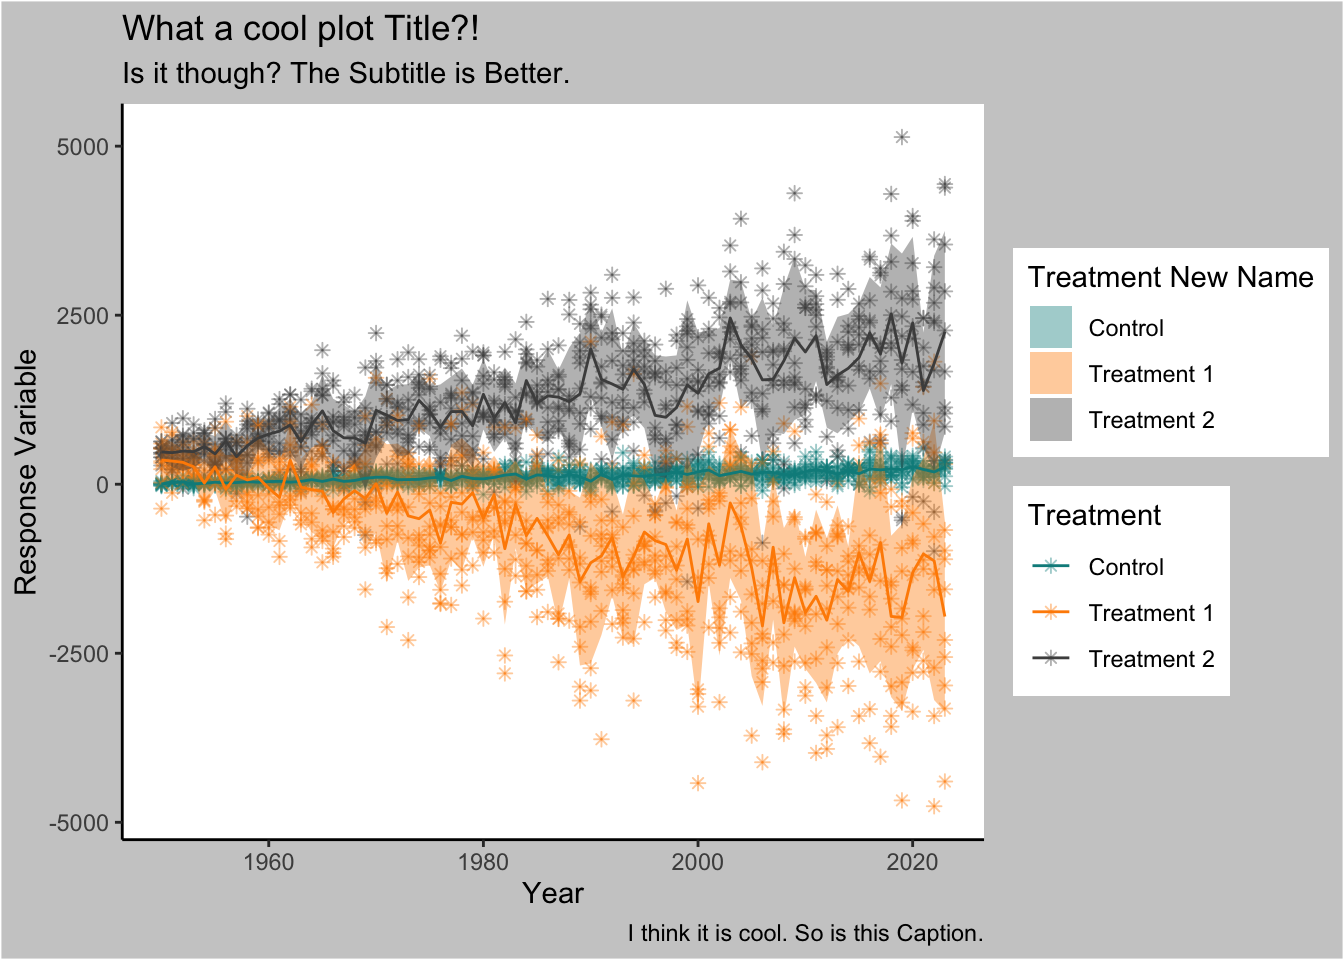 What a cool plot Title?!
Is it though? The Subtitle is Better.
5000
2500
0
-2500
-5000
Response Variable
1960
1980
2000
2020
Year
I think it is cool. So is this Caption.
Treatment New Name
Control
Treatment 1
Treatment 2
Treatment
Control
Treatment 1
Treatment 2